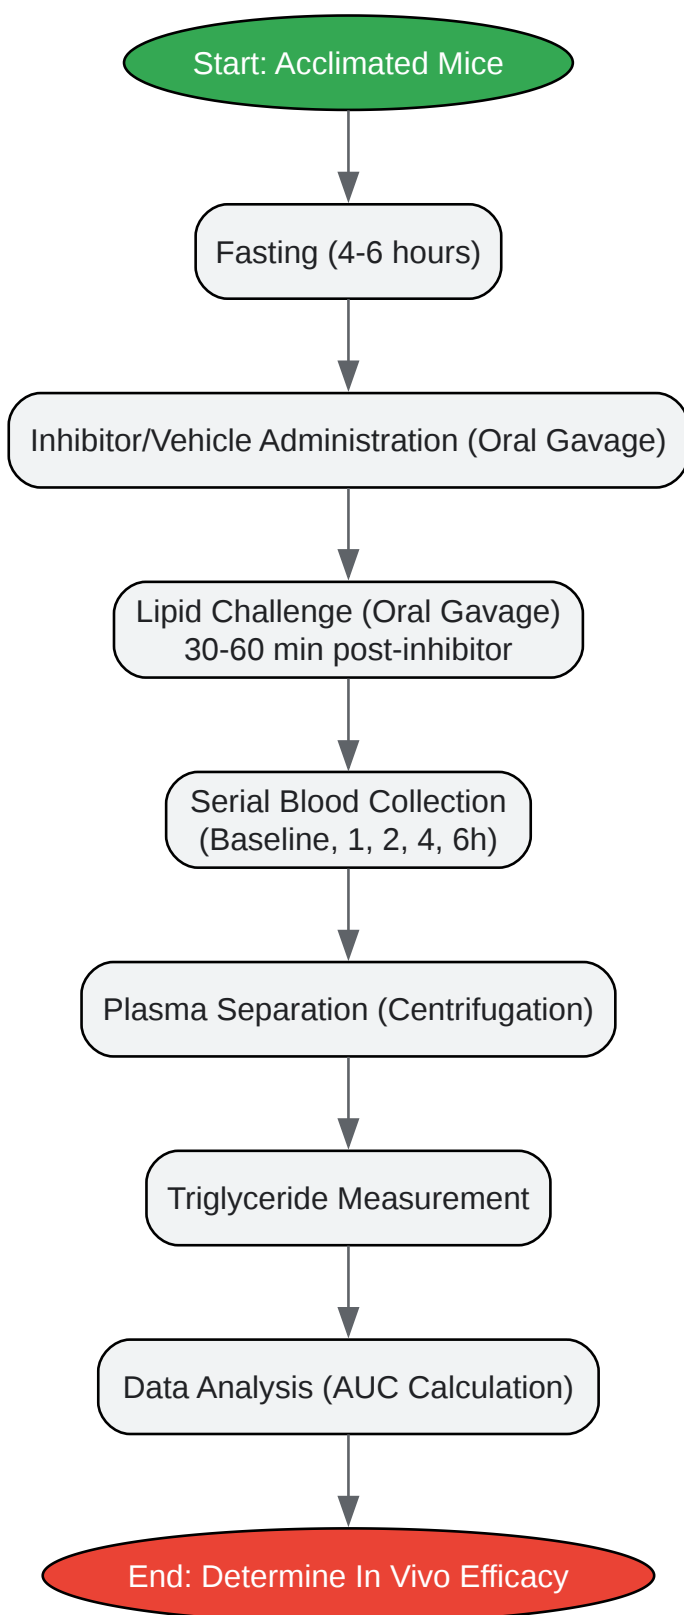 Start: Acclimated Mice
Fasting (4-6 hours)
Inhibitor/Vehicle Administration (Oral Gavage)
Lipid Challenge (Oral Gavage)
30-60 min post-inhibitor
Serial Blood Collection
(Baseline, 1, 2, 4, 6h)
Plasma Separation (Centrifugation)
Triglyceride Measurement
Data Analysis (AUC Calculation)
End: Determine In Vivo Efficacy